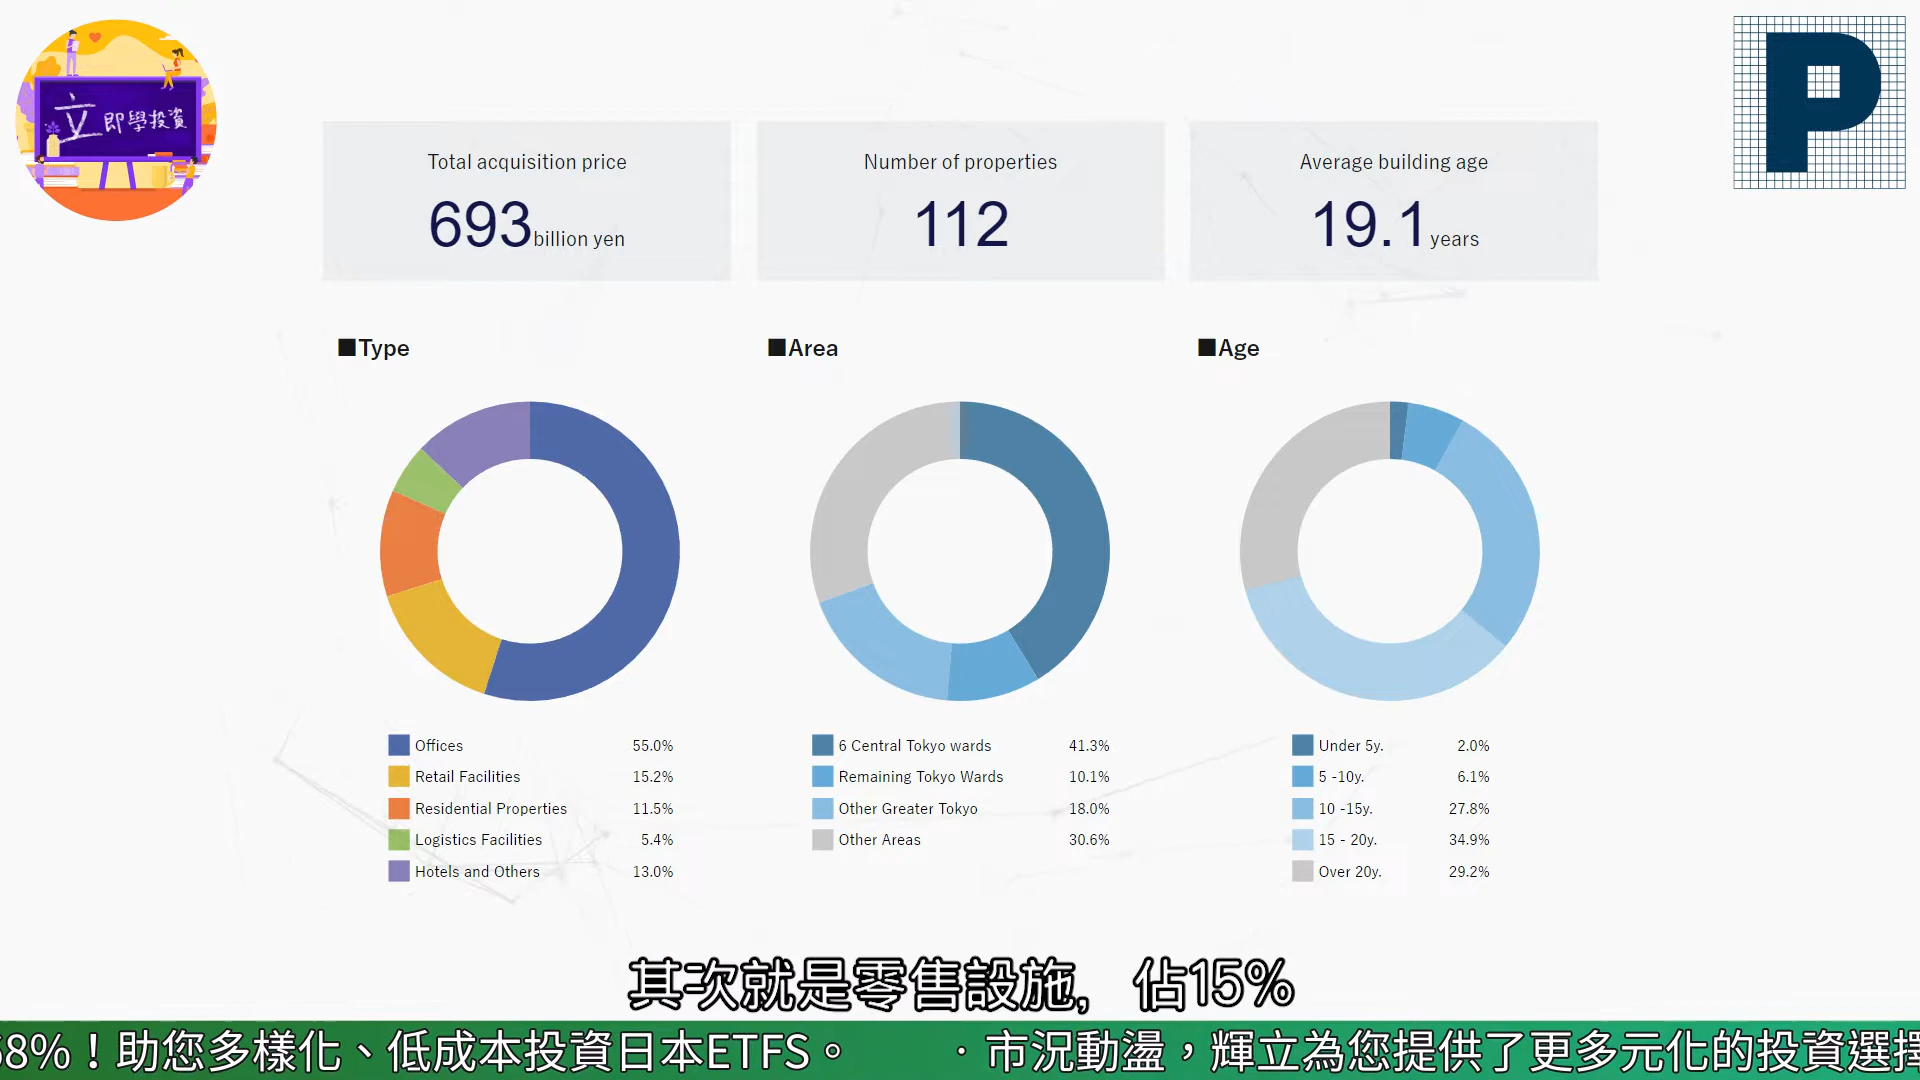 立即學投資
P
Total acquisition price
693 billion yen
Number of properties
112
Average building age
19.1 years
■Type
■Area
■Age
Offices 55.0%
Retail Facilities 15.2%
Residential Properties 11.5%
Logistics Facilities 5.4%
Hotels and Others 13.0%
6 Central Tokyo wards 41.3%
Remaining Tokyo Wards 10.1%
Other Greater Tokyo 18.0%
Other Areas 30.6%
Under 5y. 2.0%
5 -10y. 6.1%
10 -15y. 27.8%
15 - 20y. 34.9%
Over 20y. 29.2%
其次就是零售設施, 佔15%
68%！助您多樣化、低成本投資日本ETFS。 ．市況動盪，輝立為您提供了更多元化的投資選擇